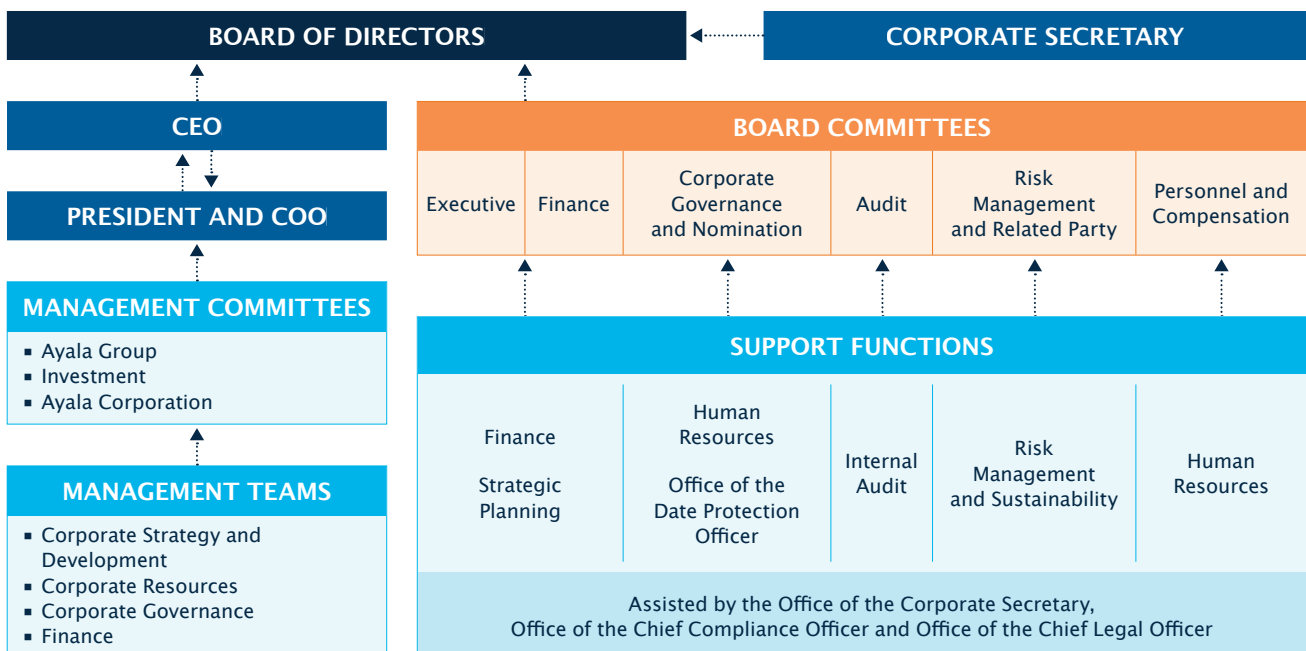 BOARD OF DIRECTORS
CORPORATE SECRETARY
CEO
PRESIDENT AND COO
MANAGEMENT COMMITTEES
▪ Ayala Group
▪ Investment
▪ Ayala Corporation
MANAGEMENT TEAMS
▪ Corporate Strategy and
Development
▪ Corporate Resources
▪ Corporate Governance
▪ Finance
BOARD COMMITTEES
Executive
Finance
Corporate
Governance
and Nomination
Audit
Risk
Management
and Related Party
Personnel and
Compensation
SUPPORT FUNCTIONS
Finance
Strategic
Planning
Human
Resources
Office of the
Date Protection
Officer
Internal
Audit
Risk
Management
and Sustainability
Human
Resources
Assisted by the Office of the Corporate Secretary,
Office of the Chief Compliance Officer and Office of the Chief Legal Officer